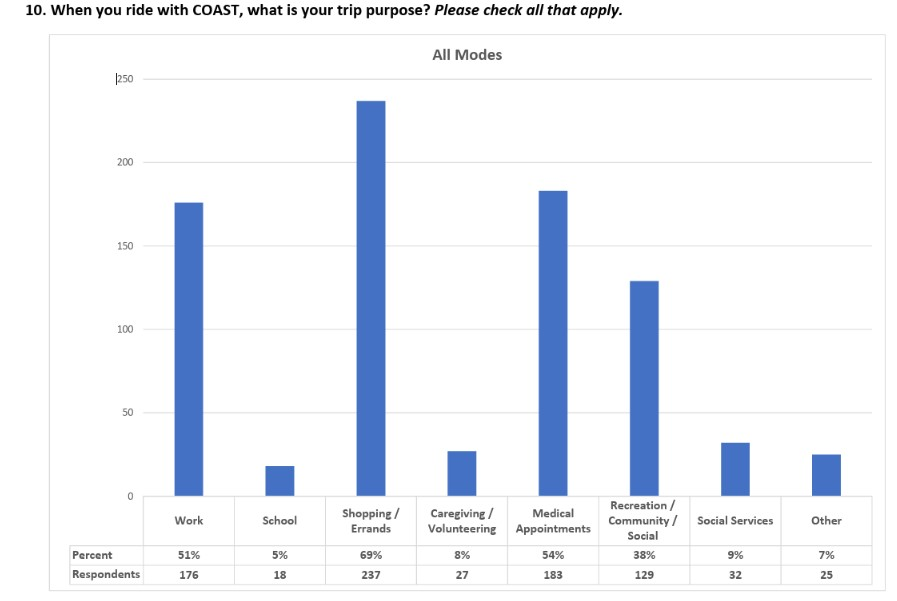 10. When you ride with COAST, what is your trip purpose? Please check all that apply.
All Modes
250
200
150
100
50
0
Work School Shopping / Errands Caregiving / Volunteering Medical Appointments Recreation / Community / Social Social Services Other
Percent 51% 5% 69% 8% 54% 38% 9% 7%
Respondents 176 18 237 27 183 129 32 25